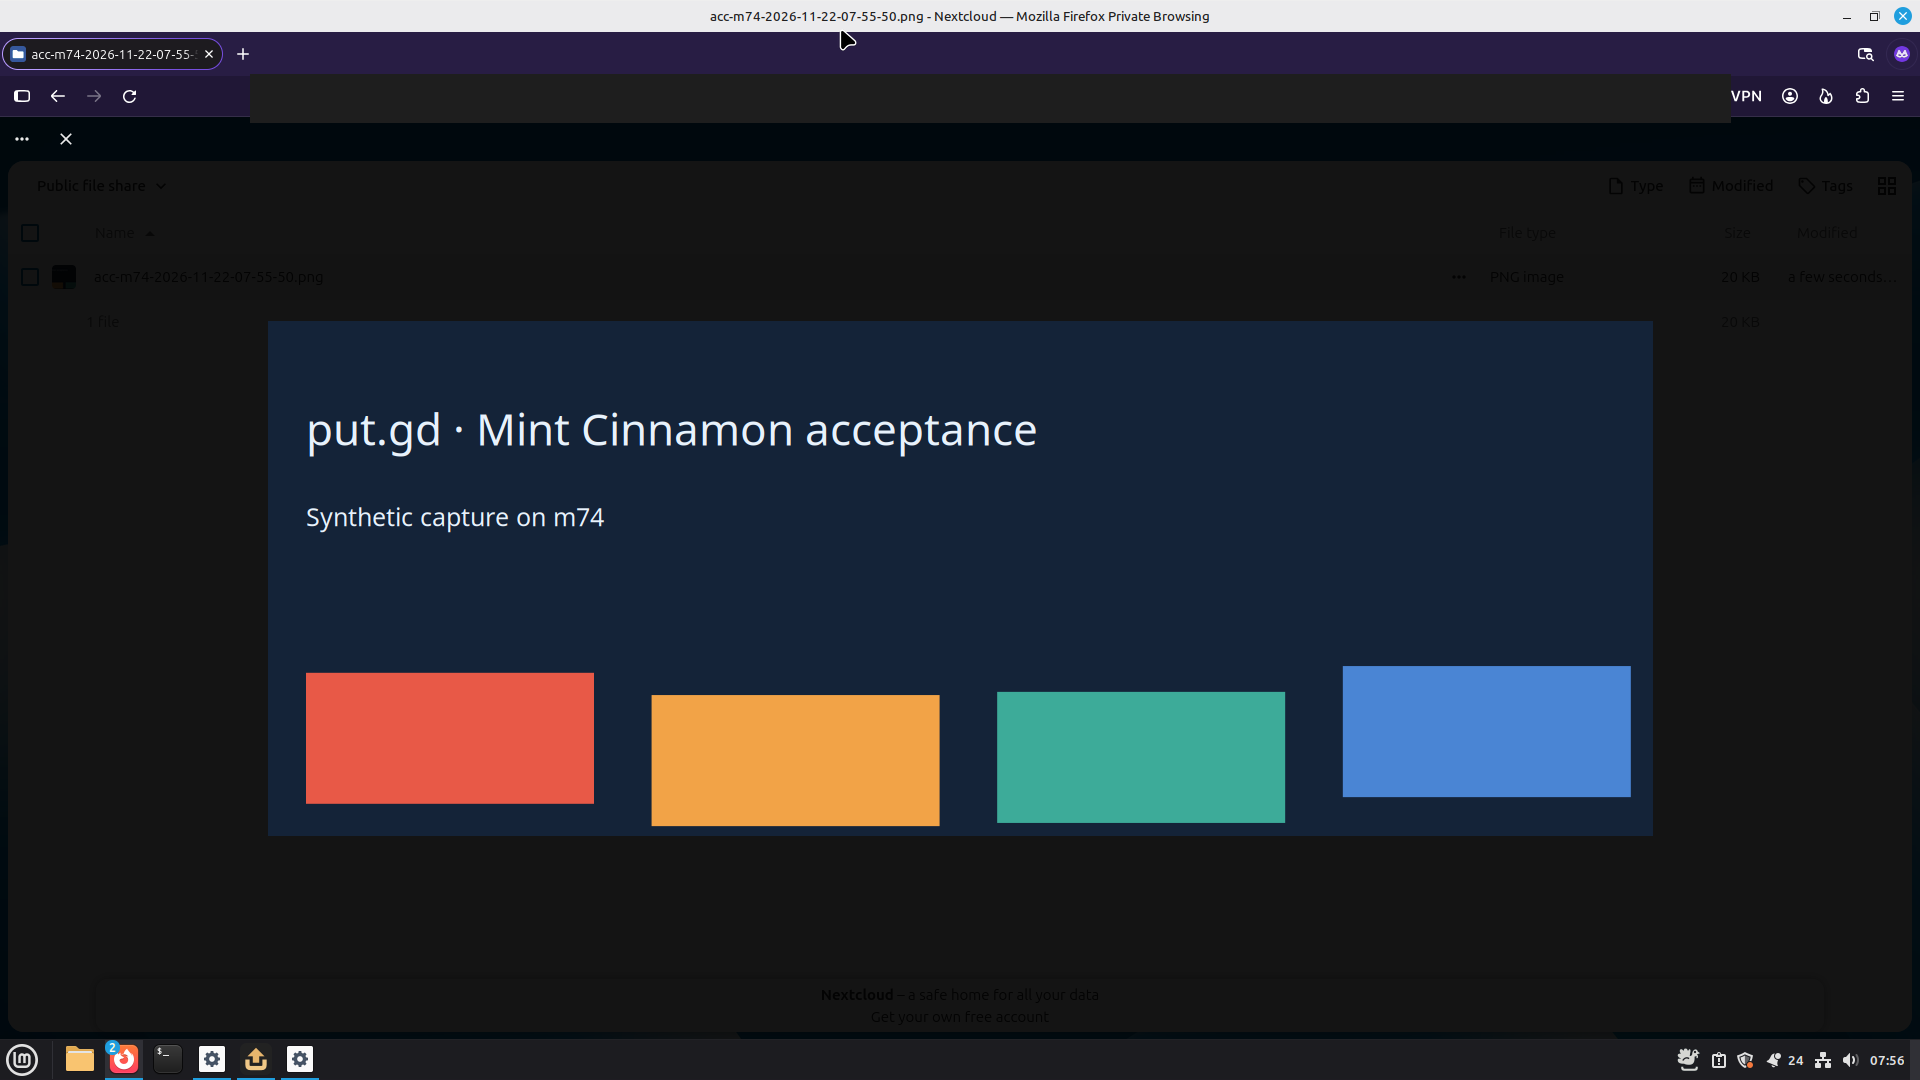 acc-m74-2026-11-22-07-55-50.png - Nextcloud — Mozilla Firefox Private Browsing
acc-m74-2026-11-22-07-55-
VPN
Public file share
Type
Modified
Tags
Name
File type
Size
Modified
acc-m74-2026-11-22-07-55-50.png
PNG image
20 KB
a few seconds…
1 file
20 KB
put.gd · Mint Cinnamon acceptance
Synthetic capture on m74
Nextcloud – a safe home for all your data
Get your own free account
2
24
07:56